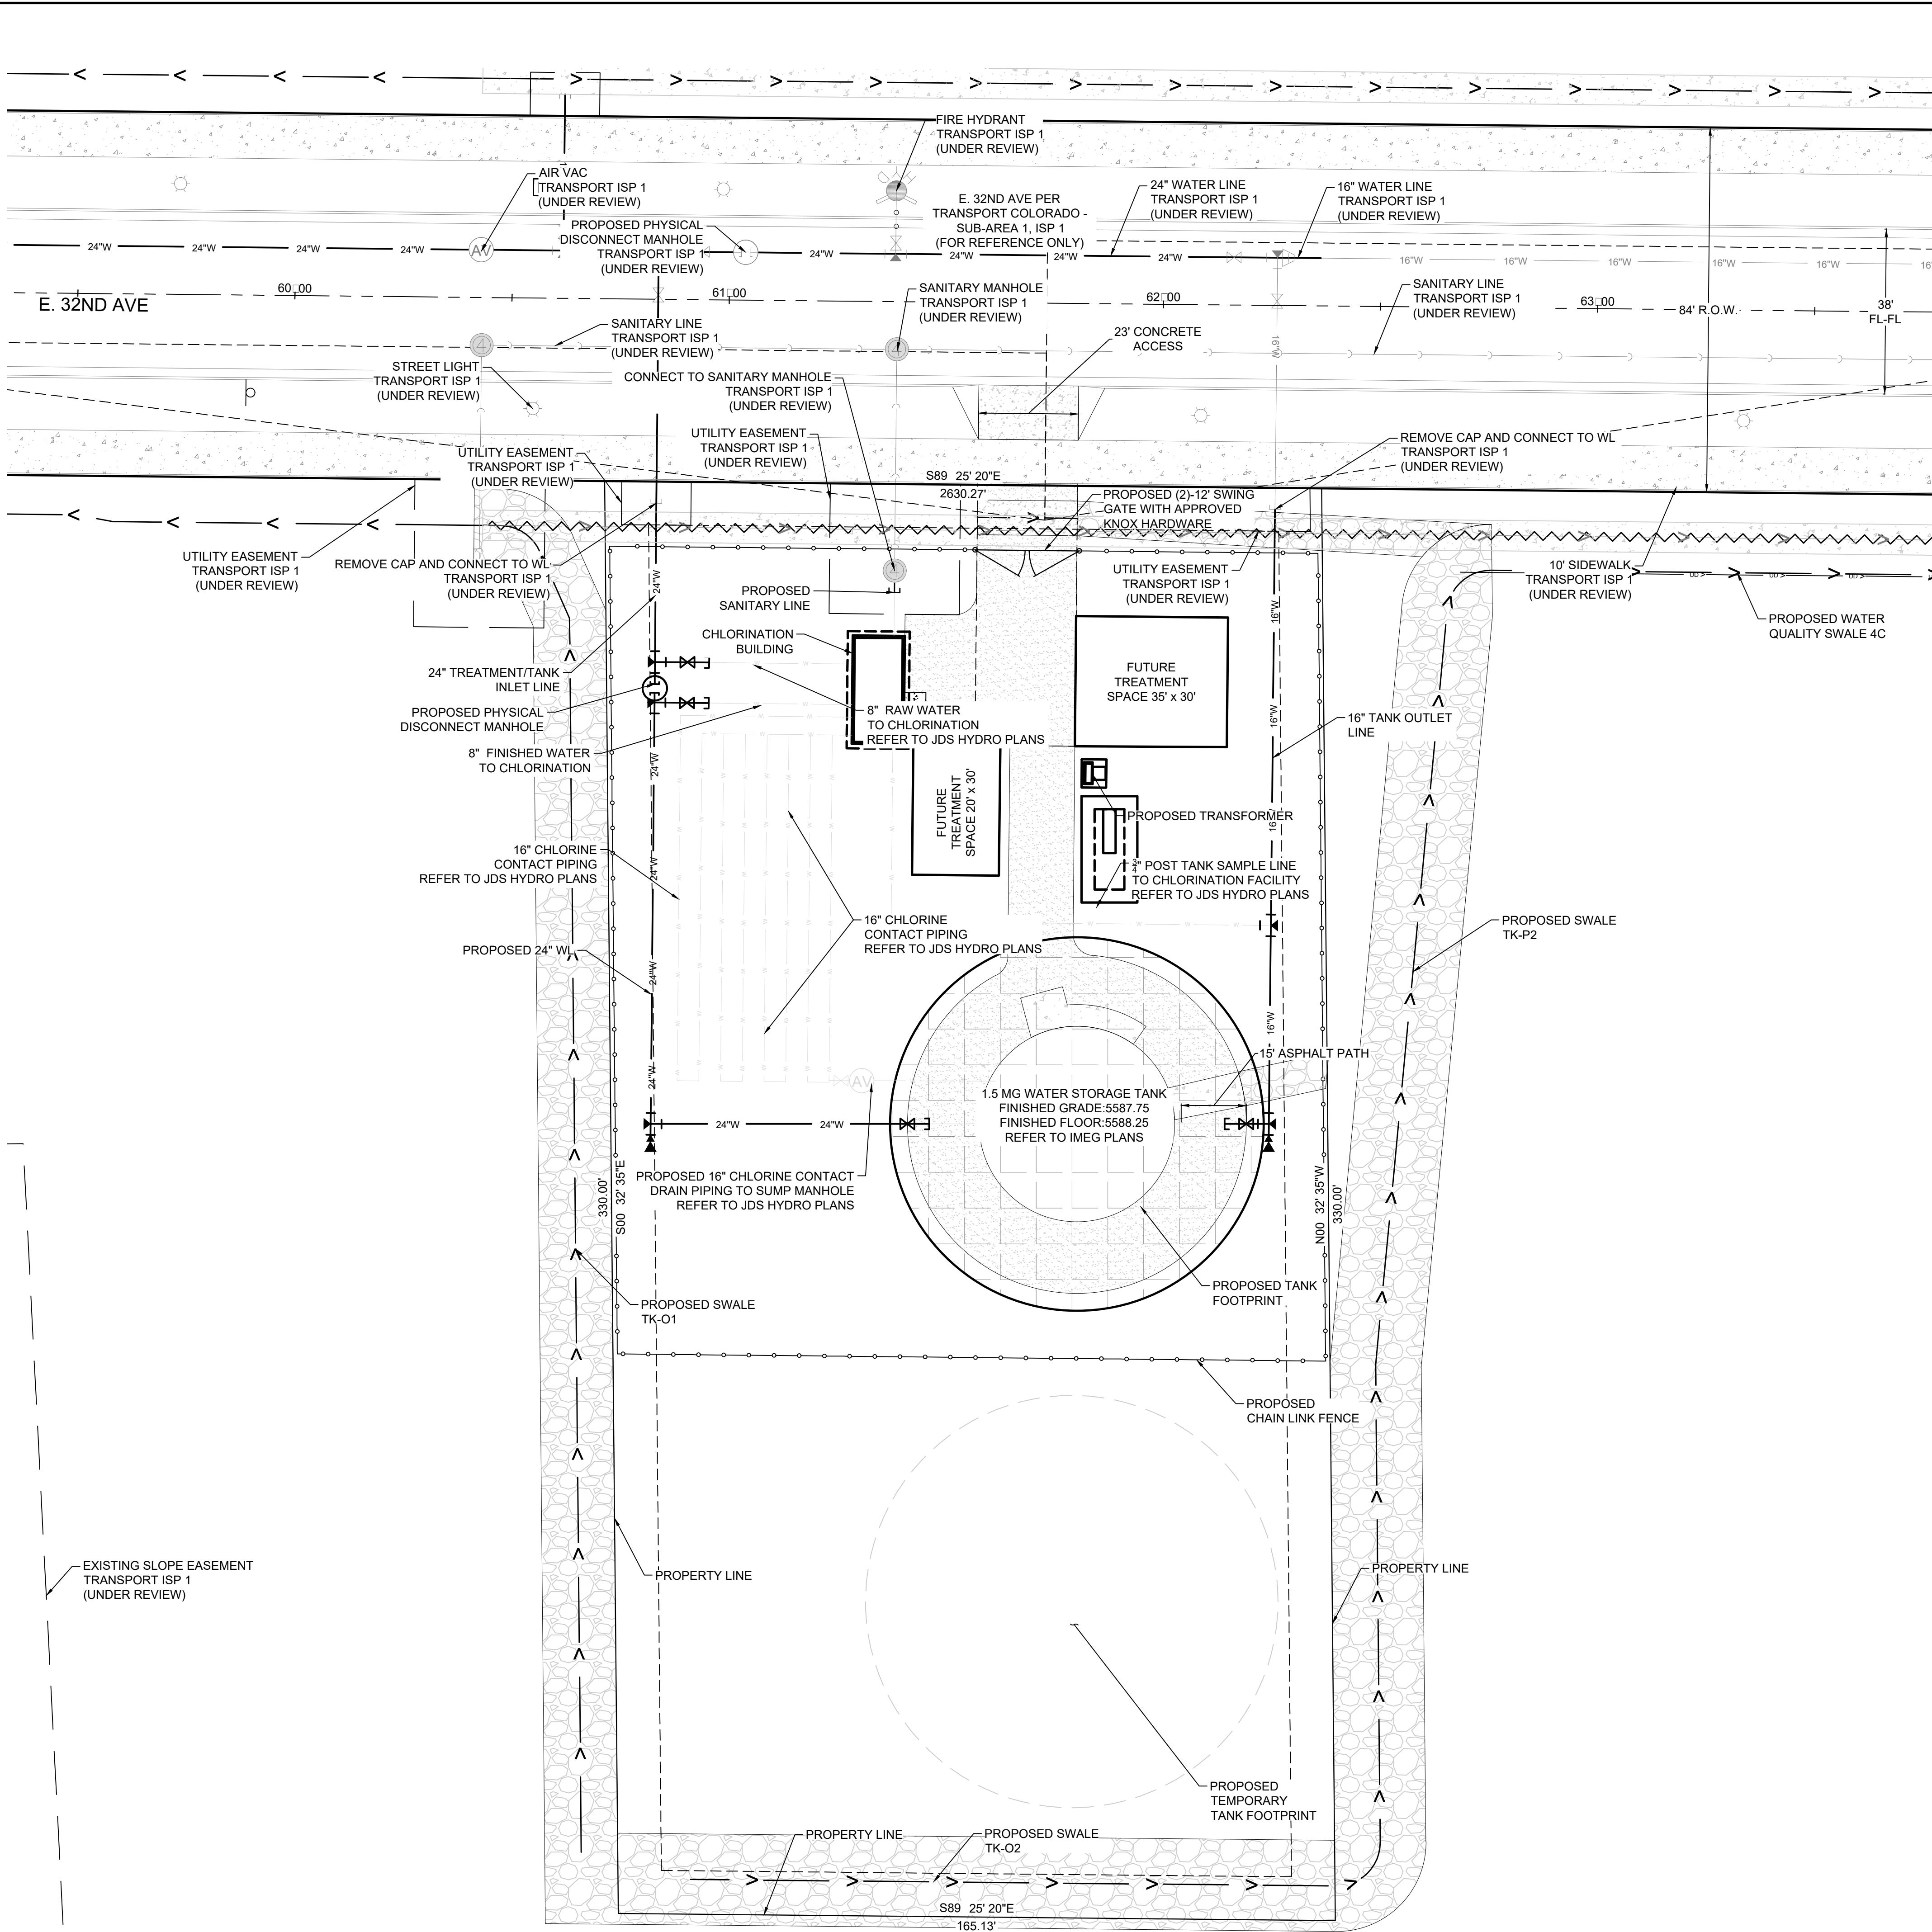 FIRE HYDRANT
TRANSPORT ISP 1
(UNDER REVIEW)
AIR VAC
TRANSPORT ISP 1
(UNDER REVIEW)
E. 32ND AVE PER
TRANSPORT COLORADO -
SUB-AREA 1, ISP 1
(FOR REFERENCE ONLY)
24" WATER LINE
TRANSPORT ISP 1
(UNDER REVIEW)
16" WATER LINE
TRANSPORT ISP 1
(UNDER REVIEW)
PROPOSED PHYSICAL
DISCONNECT MANHOLE
TRANSPORT ISP 1
(UNDER REVIEW)
24"W
24"W
24"W
24"W
AV
24"W
24"W
24"W
24"W
16"W
16"W
16"W
16"W
16"W
E. 32ND AVE
60 00
61 00
62 00
63 00
SANITARY MANHOLE
TRANSPORT ISP 1
(UNDER REVIEW)
SANITARY LINE
TRANSPORT ISP 1
(UNDER REVIEW)
84' R.O.W.
38'
FL-FL
SANITARY LINE
TRANSPORT ISP 1
(UNDER REVIEW)
23' CONCRETE
ACCESS
16"W
STREET LIGHT
TRANSPORT ISP 1
(UNDER REVIEW)
CONNECT TO SANITARY MANHOLE
TRANSPORT ISP 1
(UNDER REVIEW)
UTILITY EASEMENT
TRANSPORT ISP 1
(UNDER REVIEW)
UTILITY EASEMENT
TRANSPORT ISP 1
(UNDER REVIEW)
REMOVE CAP AND CONNECT TO WL
TRANSPORT ISP 1
(UNDER REVIEW)
S89 25' 20"E
2630.27'
PROPOSED (2)-12' SWING
GATE WITH APPROVED
KNOX HARDWARE
UTILITY EASEMENT
TRANSPORT ISP 1
(UNDER REVIEW)
REMOVE CAP AND CONNECT TO WL
TRANSPORT ISP 1
(UNDER REVIEW)
UTILITY EASEMENT
TRANSPORT ISP 1
(UNDER REVIEW)
10' SIDEWALK
TRANSPORT ISP 1
(UNDER REVIEW)
PROPOSED
SANITARY LINE
PROPOSED WATER
QUALITY SWALE 4C
24"W
16"W
CHLORINATION
BUILDING
24" TREATMENT/TANK
INLET LINE
FUTURE
TREATMENT
SPACE 35' x 30'
PROPOSED PHYSICAL
DISCONNECT MANHOLE
8" RAW WATER
TO CHLORINATION
REFER TO JDS HYDRO PLANS
16"W
16" TANK OUTLET
LINE
8" FINISHED WATER
TO CHLORINATION
24"W
FUTURE
TREATMENT
SPACE 20' x 30'
PROPOSED TRANSFORMER
16" CHLORINE
CONTACT PIPING
REFER TO JDS HYDRO PLANS
24"W
" POST TANK SAMPLE LINE
TO CHLORINATION FACILITY
REFER TO JDS HYDRO PLANS
16" CHLORINE
CONTACT PIPING
REFER TO JDS HYDRO PLANS
PROPOSED SWALE
TK-P2
PROPOSED 24" WL
24"W
16"W
15' ASPHALT PATH
24"W
AV
1.5 MG WATER STORAGE TANK
FINISHED GRADE:5587.75
FINISHED FLOOR:5588.25
REFER TO IMEG PLANS
24"W
24"W
PROPOSED 16" CHLORINE CONTACT
DRAIN PIPING TO SUMP MANHOLE
REFER TO JDS HYDRO PLANS
330.00'
S00 32' 35"E
N00 32' 35"W
330.00'
PROPOSED TANK
FOOTPRINT
PROPOSED SWALE
TK-O1
PROPOSED
CHAIN LINK FENCE
EXISTING SLOPE EASEMENT
TRANSPORT ISP 1
(UNDER REVIEW)
PROPERTY LINE
PROPERTY LINE
PROPOSED
TEMPORARY
TANK FOOTPRINT
PROPERTY LINE
PROPOSED SWALE
TK-O2
S89 25' 20"E
165.13'